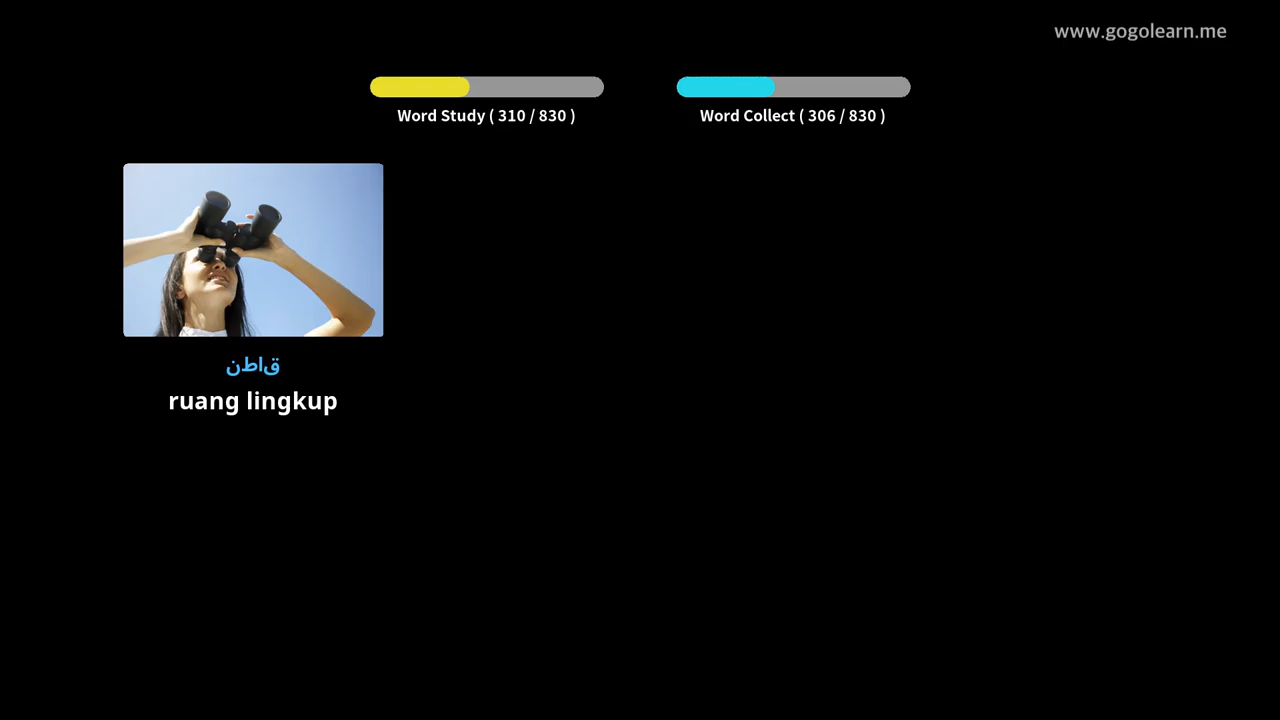 www.gogolearn.me
Word Study ( 310 / 830 )
Word Collect ( 306 / 830 )
قاطن
ruang lingkup